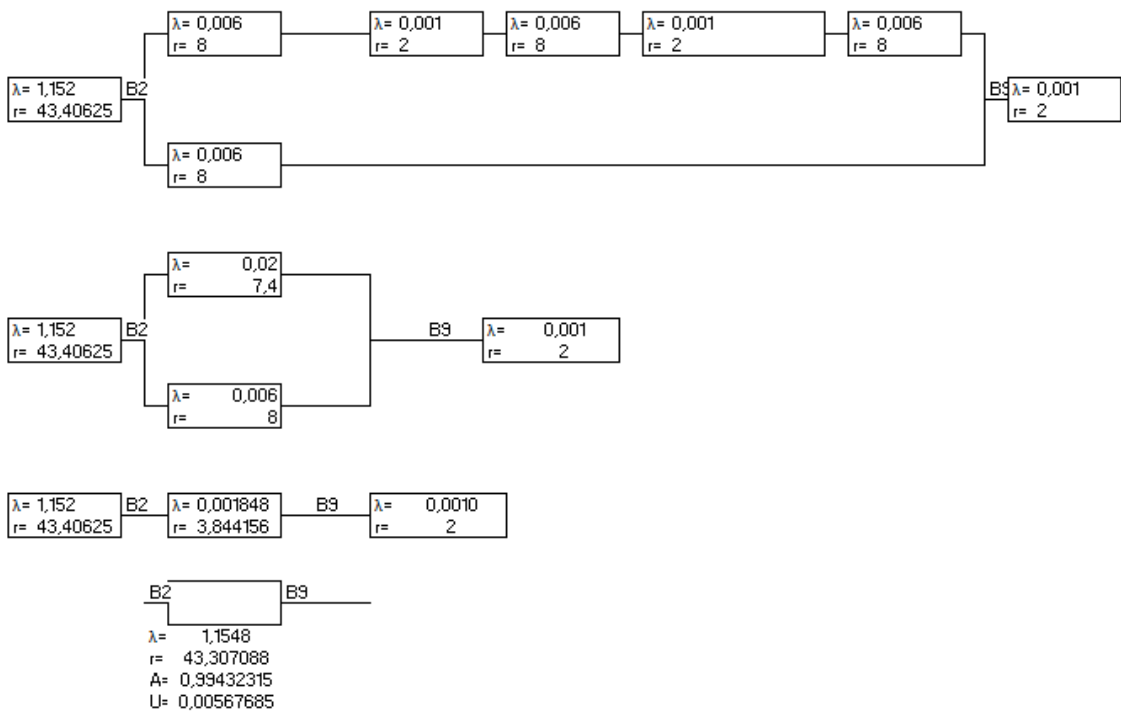 λ= 0,006
r= 8
λ= 0,001
r= 2
λ= 0,006
r= 8
λ= 0,001
r= 2
λ= 0,006
r= 8
λ= 1,152
r= 43,40625
B2
B9
λ= 0,001
r= 2
λ= 0,006
r= 8
λ= 0,02
r= 7,4
λ= 1,152
r= 43,40625
B2
B9
λ= 0,001
r= 2
λ= 0,006
r= 8
λ= 1,152
r= 43,40625
B2
λ= 0,001848
r= 3,844156
B9
λ= 0,0010
r= 2
B2
B9
λ= 1,1548
r= 43,307088
A= 0,99432315
U= 0,00567685